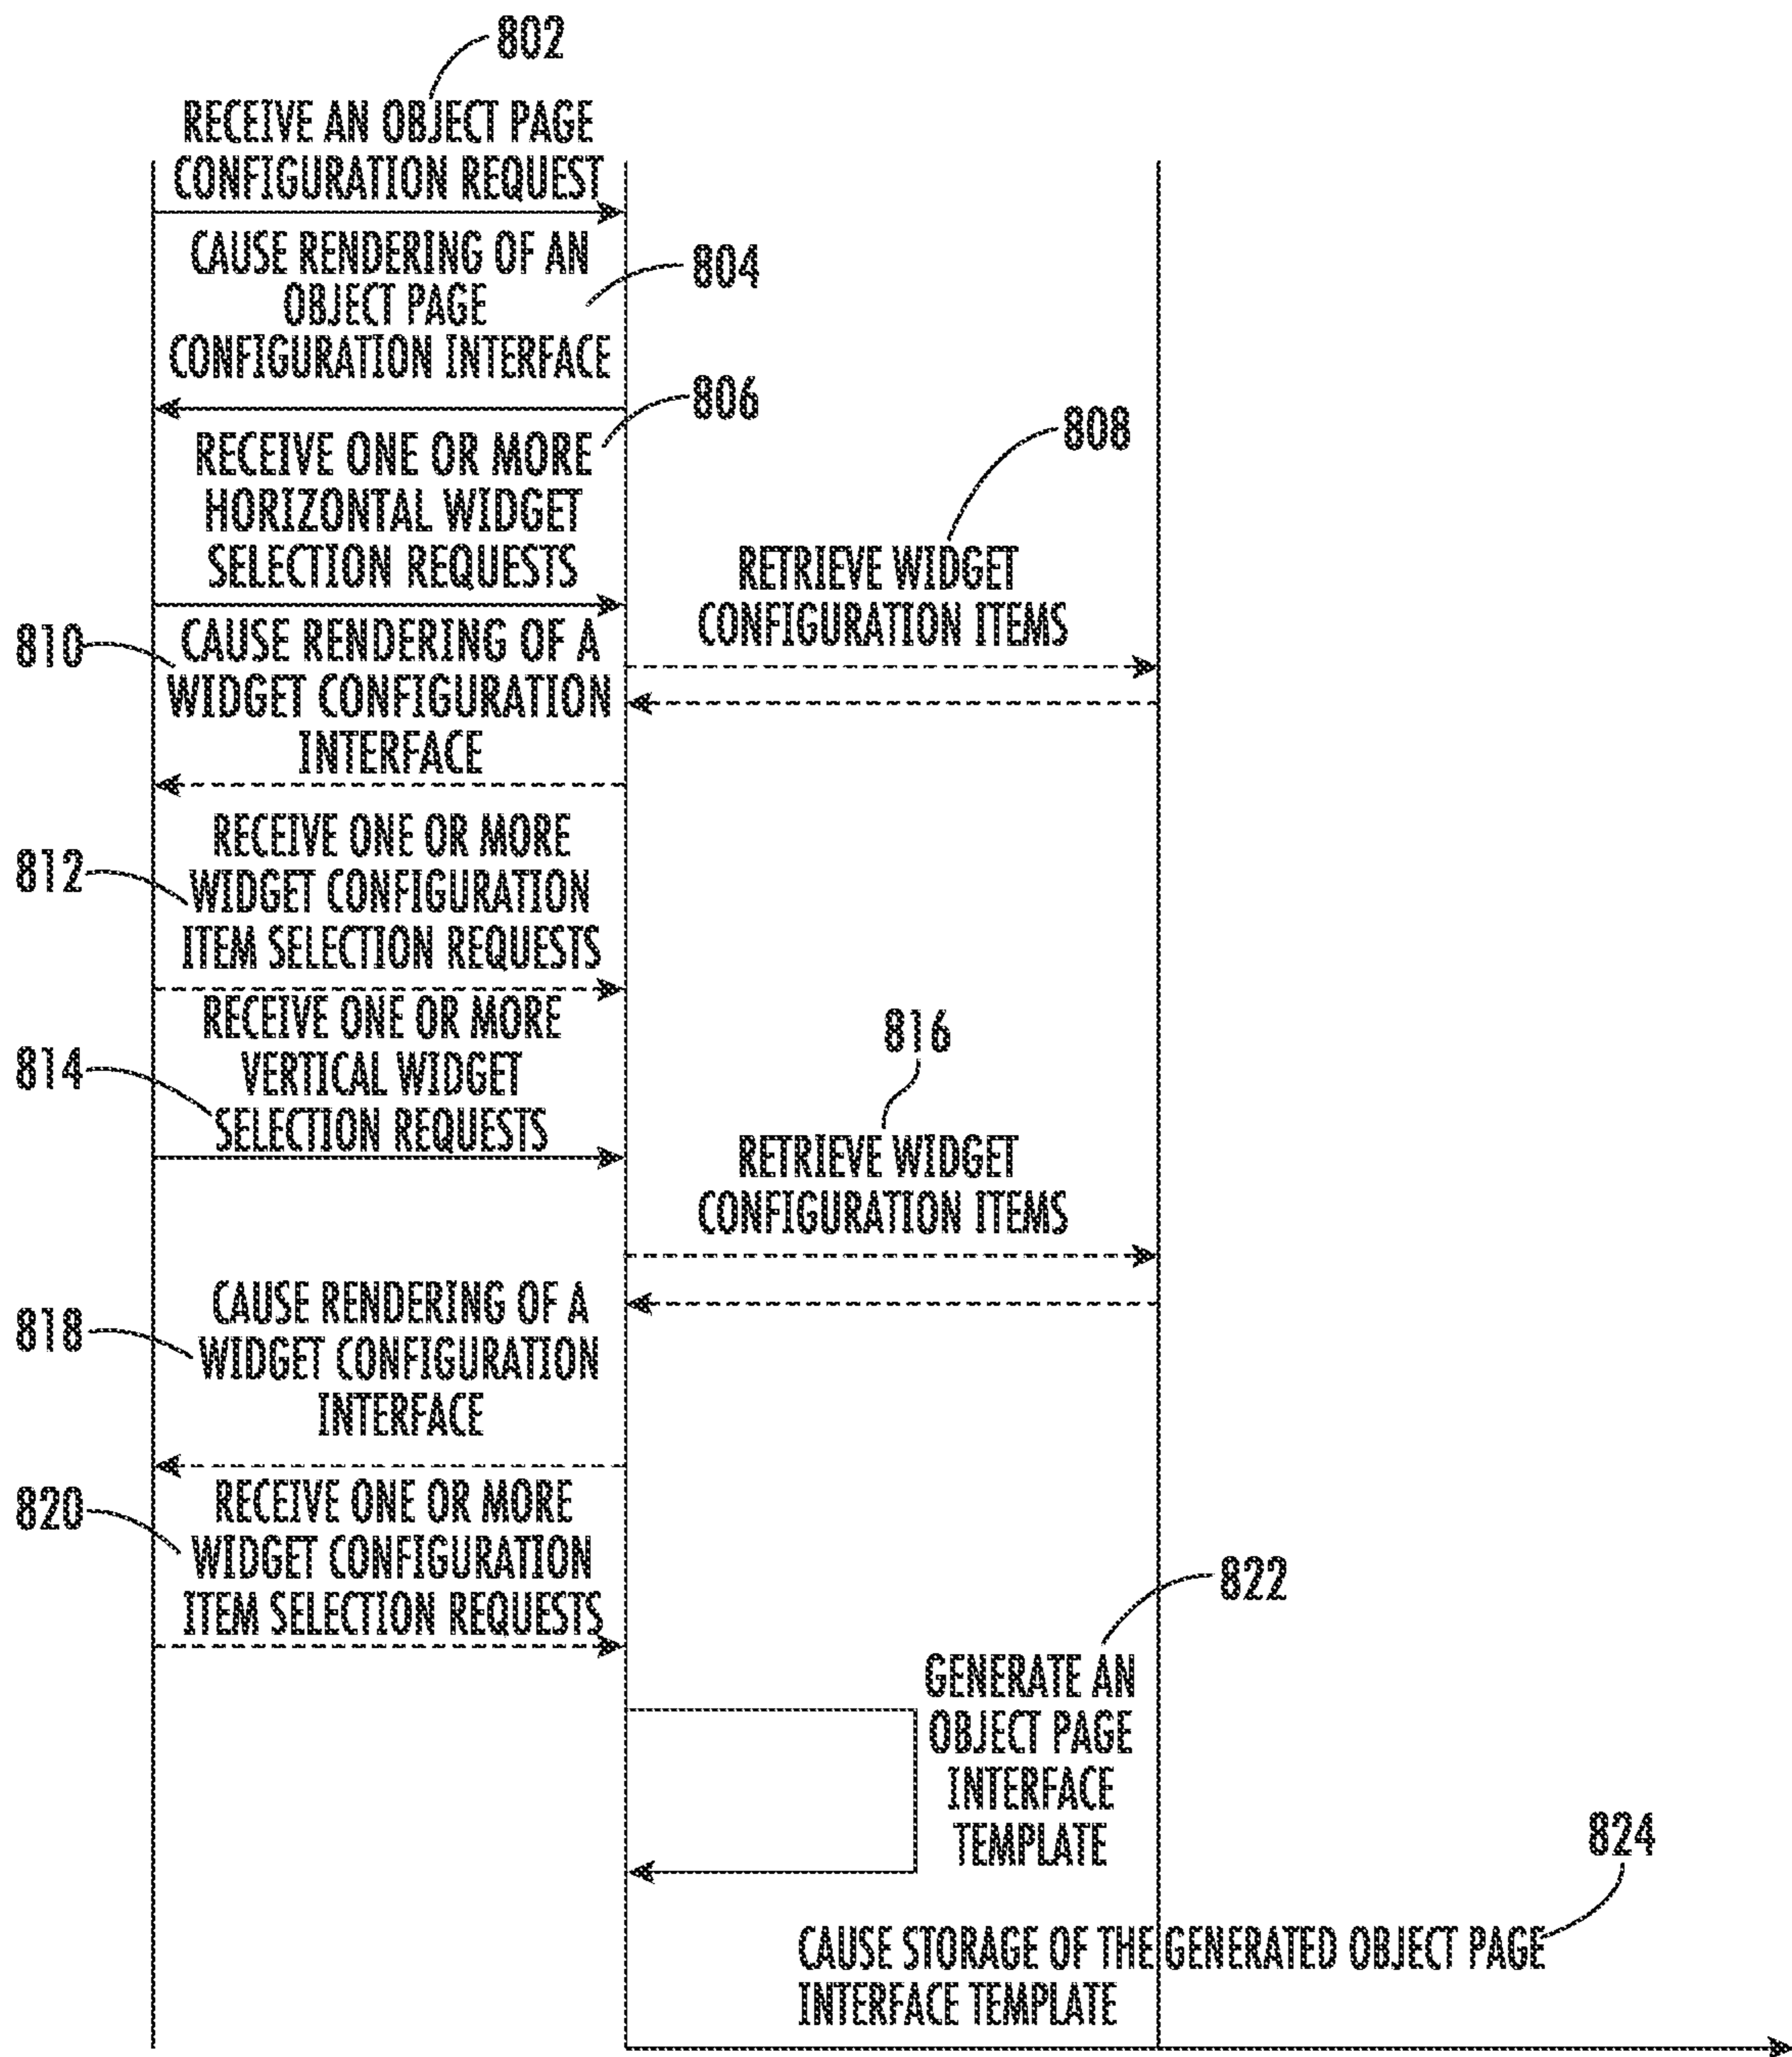 802
RECEIVE AN OBJECT PAGE
CONFIGURATION REQUEST
CAUSE RENDERING OF AN
OBJECT PAGE
CONFIGURATION INTERFACE
804
806
RECEIVE ONE OR MORE
HORIZONTAL WIDGET
SELECTION REQUESTS
808
RETRIEVE WIDGET
CONFIGURATION ITEMS
810
CAUSE RENDERING OF A
WIDGET CONFIGURATION
INTERFACE
812
RECEIVE ONE OR MORE
WIDGET CONFIGURATION
ITEM SELECTION REQUESTS
814
RECEIVE ONE OR MORE
VERTICAL WIDGET
SELECTION REQUESTS
816
RETRIEVE WIDGET
CONFIGURATION ITEMS
818
CAUSE RENDERING OF A
WIDGET CONFIGURATION
INTERFACE
820
RECEIVE ONE OR MORE
WIDGET CONFIGURATION
ITEM SELECTION REQUESTS
822
GENERATE AN
OBJECT PAGE
INTERFACE
TEMPLATE
824
CAUSE STORAGE OF THE GENERATED OBJECT PAGE
INTERFACE TEMPLATE